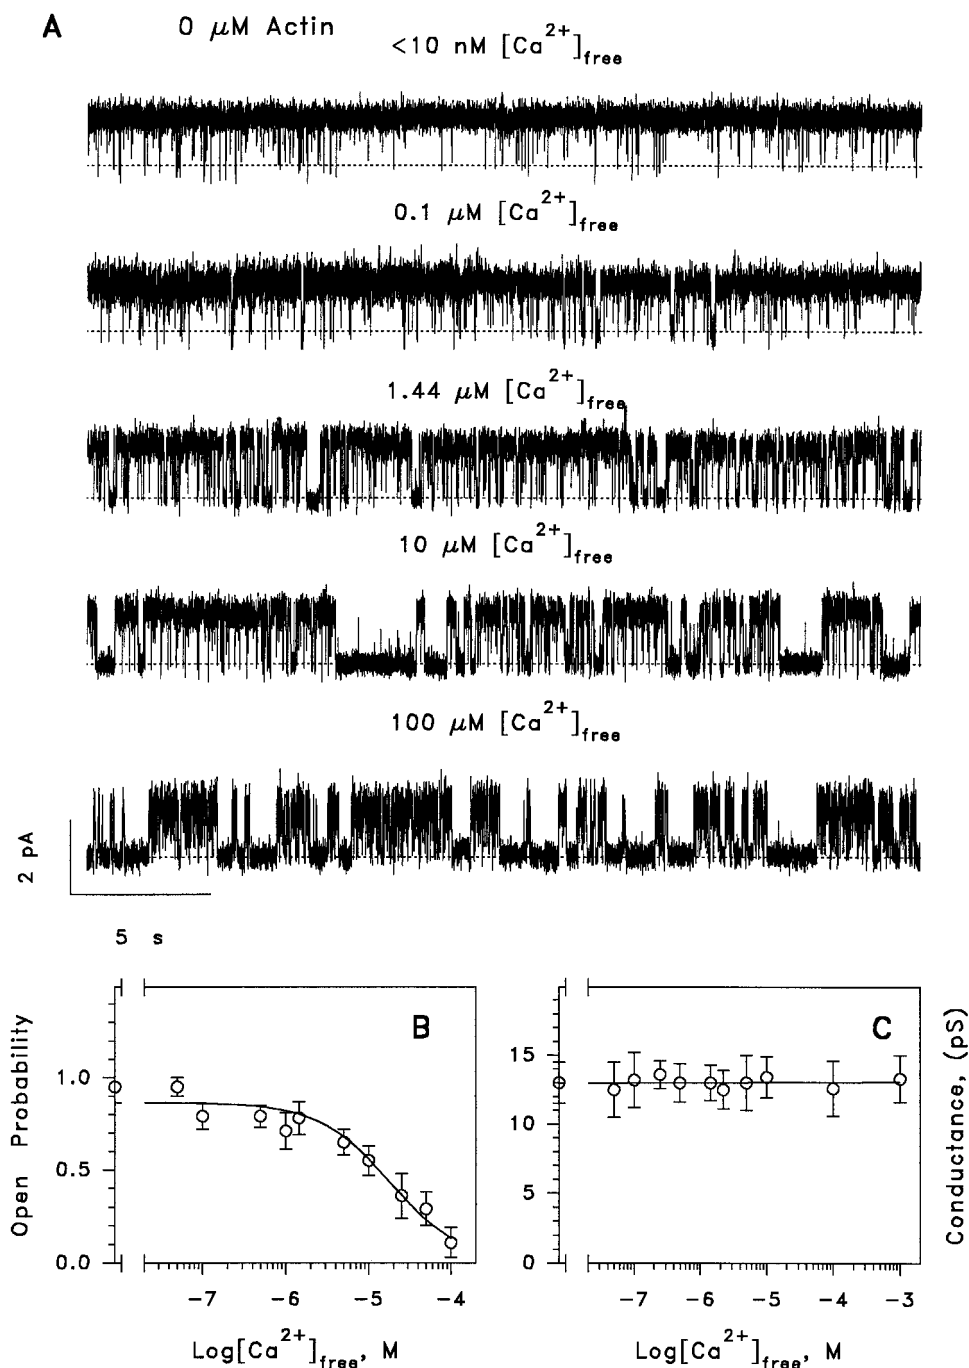 A
0 μM Actin
<10 nM [Ca2+]free
0.1 μM [Ca2+]free
1.44 μM [Ca2+]free
10 μM [Ca2+]free
100 μM [Ca2+]free
2 pA
5 s
B
Open Probability
1.0
0.5
0.0
-7 -6 -5 -4
Log[Ca2+]free, M
C
15
10
5
0
Conductance, (pS)
-7 -6 -5 -4 -3
Log[Ca2+]free, M